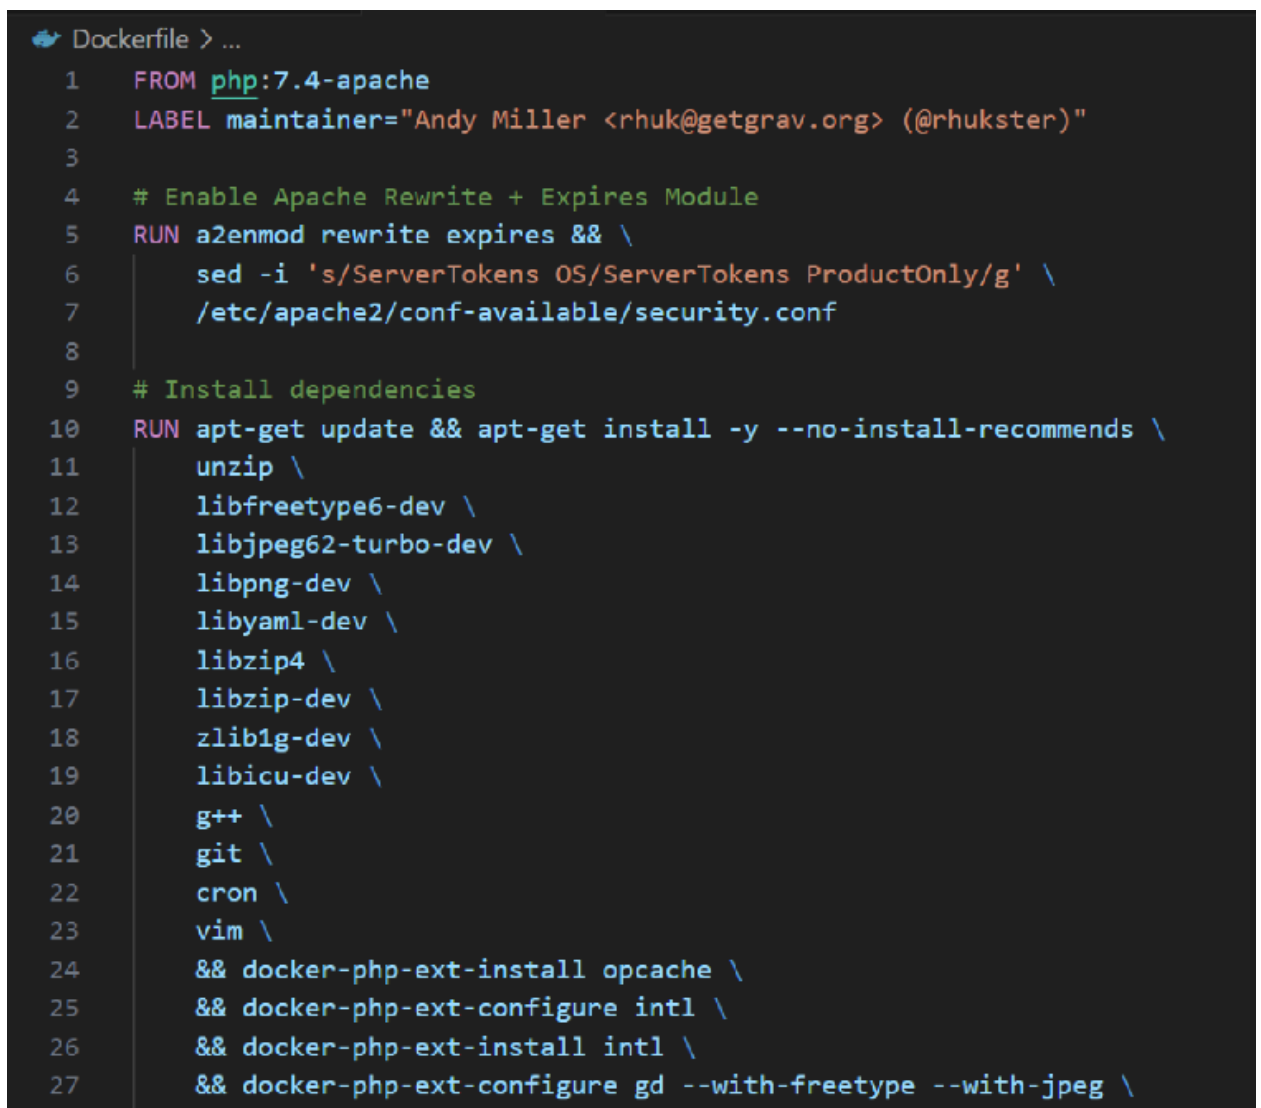 Dockerfile > ...
1 FROM php:7.4-apache
2 LABEL maintainer="Andy Miller <rhuk@getgrav.org> (@rhukster)"
3
4 # Enable Apache Rewrite + Expires Module
5 RUN a2enmod rewrite expires && \
6 sed -i 's/ServerTokens OS/ServerTokens ProductOnly/g' \
7 /etc/apache2/conf-available/security.conf
8
9 # Install dependencies
10 RUN apt-get update && apt-get install -y --no-install-recommends \
11 unzip \
12 libfreetype6-dev \
13 libjpeg62-turbo-dev \
14 libpng-dev \
15 libyaml-dev \
16 libzip4 \
17 libzip-dev \
18 zlib1g-dev \
19 libicu-dev \
20 g++ \
21 git \
22 cron \
23 vim \
24 && docker-php-ext-install opcache \
25 && docker-php-ext-configure intl \
26 && docker-php-ext-install intl \
27 && docker-php-ext-configure gd --with-freetype --with-jpeg \